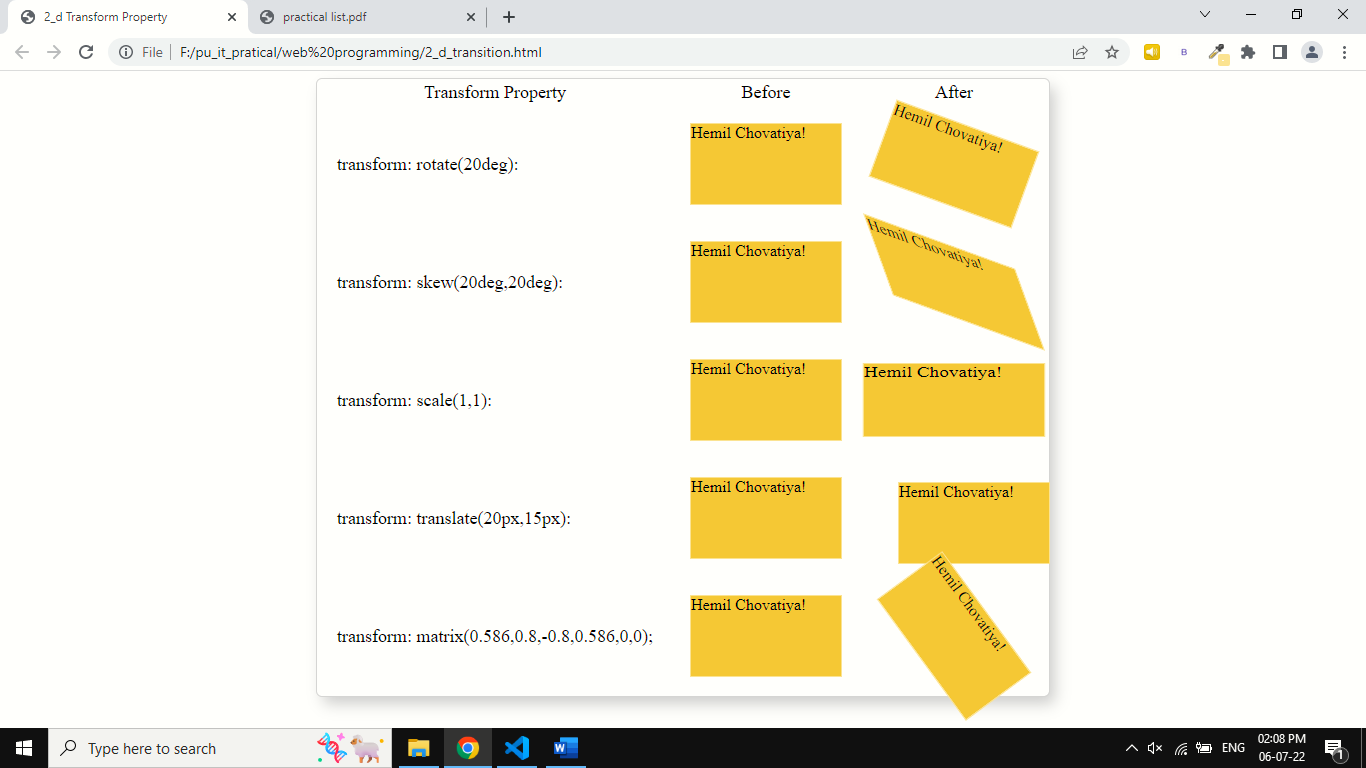 2_d Transform Property
practical list.pdf
File
F:/pu_it_pratical/web%20programming/2_d_transition.html
B
Transform Property Before After
transform: rotate(20deg): Hemil Chovatiya! Hemil Chovatiya!
transform: skew(20deg,20deg): Hemil Chovatiya! Hemil Chovatiya!
transform: scale(1,1): Hemil Chovatiya! Hemil Chovatiya!
transform: translate(20px,15px): Hemil Chovatiya! Hemil Chovatiya!
transform: matrix(0.586,0.8,-0.8,0.586,0,0); Hemil Chovatiya! Hemil Chovatiya!
Type here to search
W
ENG
02:08 PM
06-07-22
1